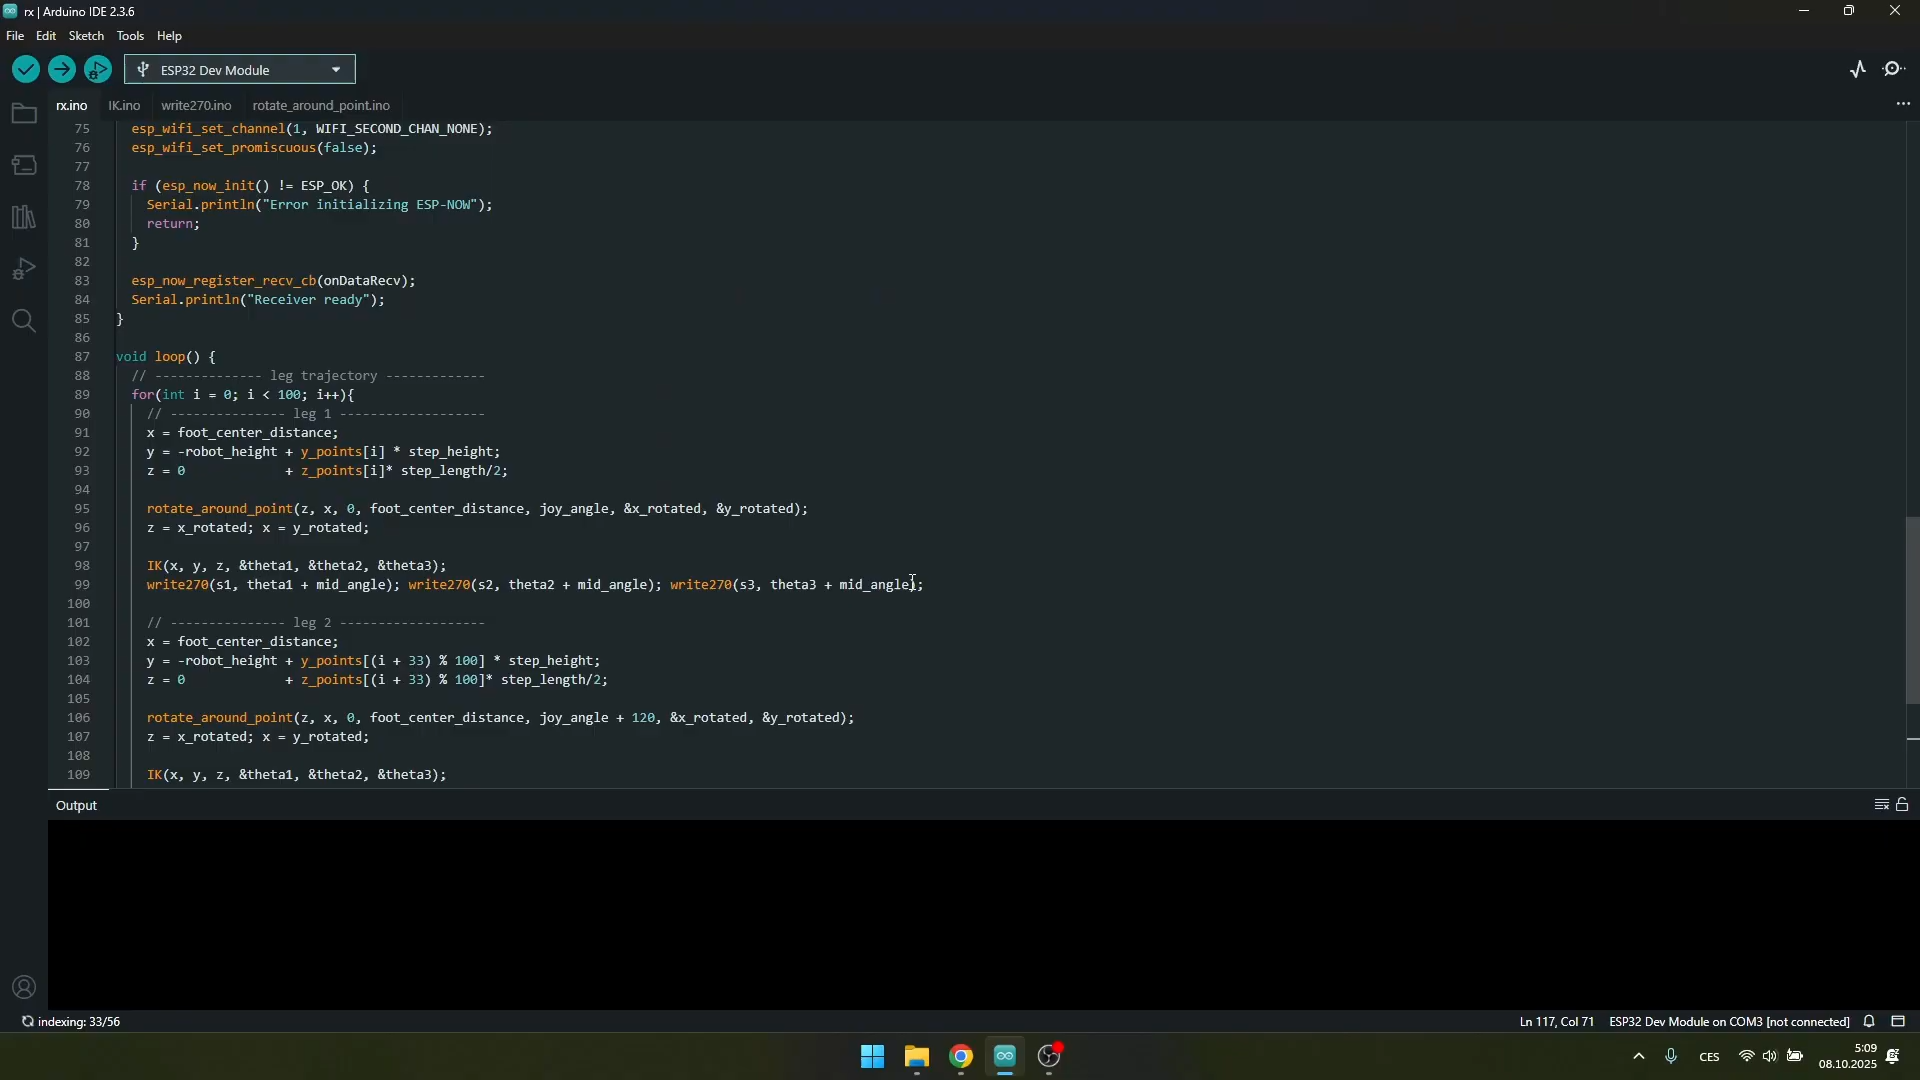 rx | Arduino IDE 2.3.6
File Edit Sketch Tools Help
ESP32 Dev Module
rx.ino IK.ino write270.ino rotate_around_point.ino
75 esp_wifi_set_channel(1, WIFI_SECOND_CHAN_NONE);
76 esp_wifi_set_promiscuous(false);
77
78 if (esp_now_init() != ESP_OK) {
79 Serial.println("Error initializing ESP-NOW");
80 return;
81 }
82
83 esp_now_register_recv_cb(onDataRecv);
84 Serial.println("Receiver ready");
85 }
86
87 void loop() {
88 // -------------- leg trajectory -------------
89 for(int i = 0; i < 100; i++){
90 // --------------- leg 1 -------------------
91 x = foot_center_distance;
92 y = -robot_height + y_points[i] * step_height;
93 z = 0 + z_points[i]* step_length/2;
94
95 rotate_around_point(z, x, 0, foot_center_distance, joy_angle, &x_rotated, &y_rotated);
96 z = x_rotated; x = y_rotated;
97
98 IK(x, y, z, &theta1, &theta2, &theta3);
99 write270(s1, theta1 + mid_angle); write270(s2, theta2 + mid_angle); write270(s3, theta3 + mid_angle);
100
101 // --------------- leg 2 -------------------
102 x = foot_center_distance;
103 y = -robot_height + y_points[(i + 33) % 100] * step_height;
104 z = 0 + z_points[(i + 33) % 100]* step_length/2;
105
106 rotate_around_point(z, x, 0, foot_center_distance, joy_angle + 120, &x_rotated, &y_rotated);
107 z = x_rotated; x = y_rotated;
108
109 IK(x, y, z, &theta1, &theta2, &theta3);
Output
indexing: 33/56
Ln 117, Col 71 ESP32 Dev Module on COM3 [not connected]
CES
5:09
08.10.2025